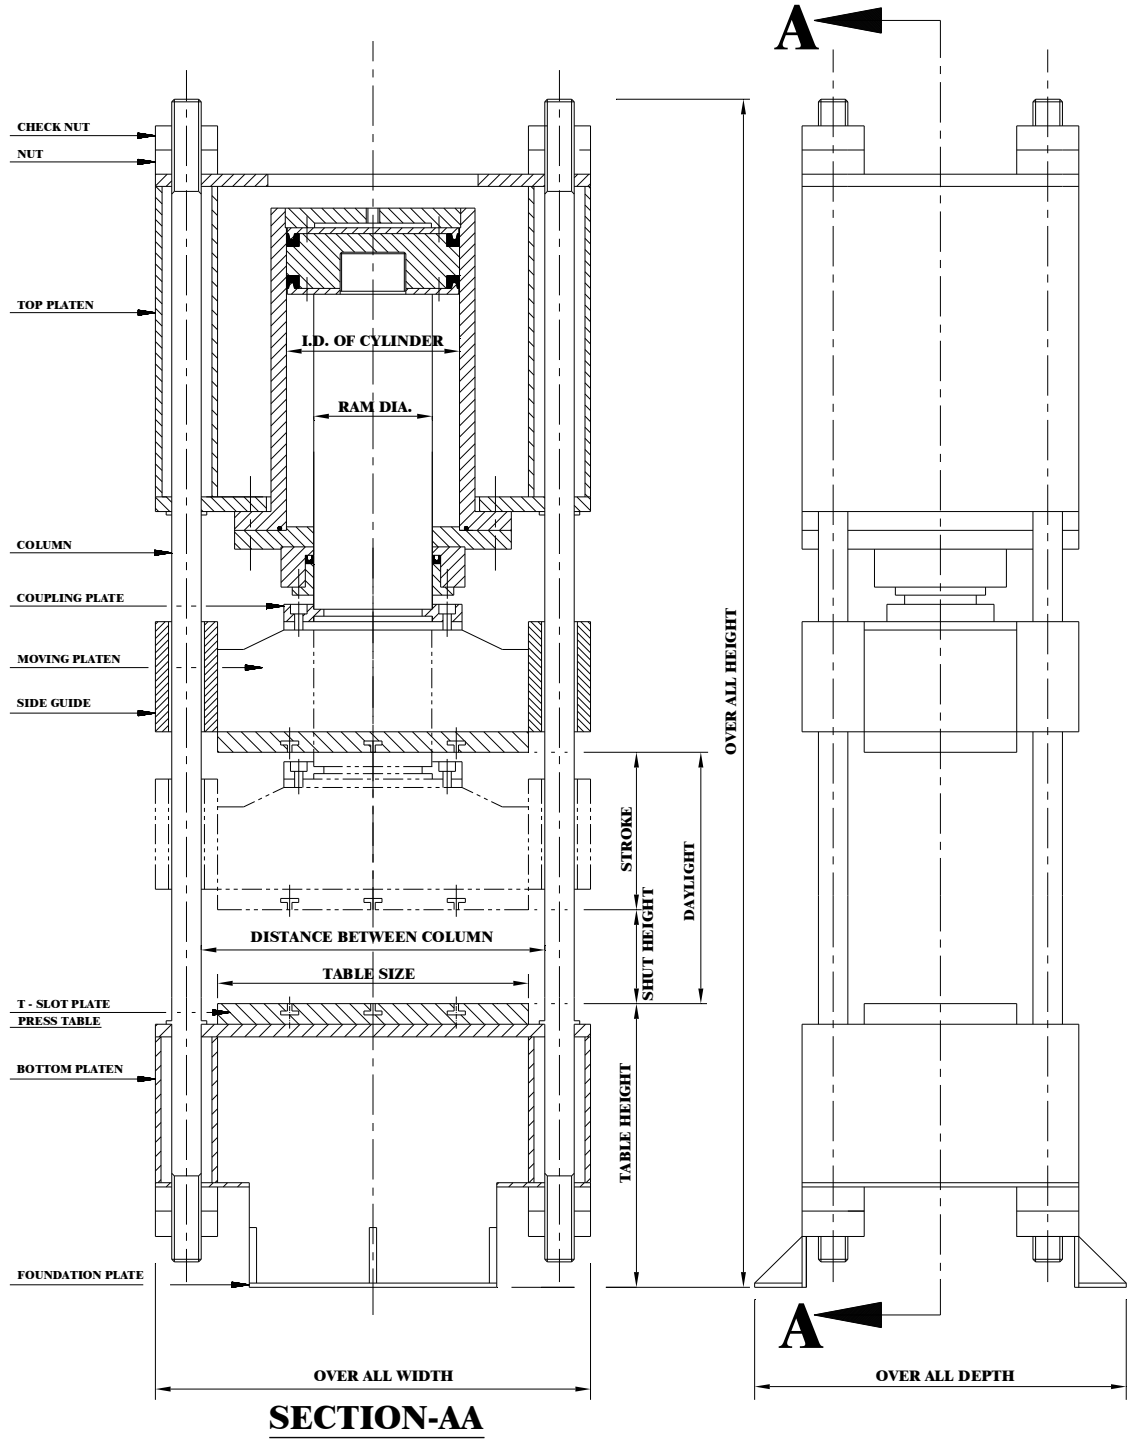 A
CHECK NUT
NUT
TOP PLATEN
I.D. OF CYLINDER
RAM DIA.
COLUMN
COUPLING PLATE
MOVING PLATEN
SIDE GUIDE
OVER ALL HEIGHT
STROKE
DAYLIGHT
SHUT HEIGHT
DISTANCE BETWEEN COLUMN
TABLE SIZE
T - SLOT PLATE
PRESS TABLE
BOTTOM PLATEN
TABLE HEIGHT
FOUNDATION PLATE
A
OVER ALL WIDTH
OVER ALL DEPTH
SECTION-AA